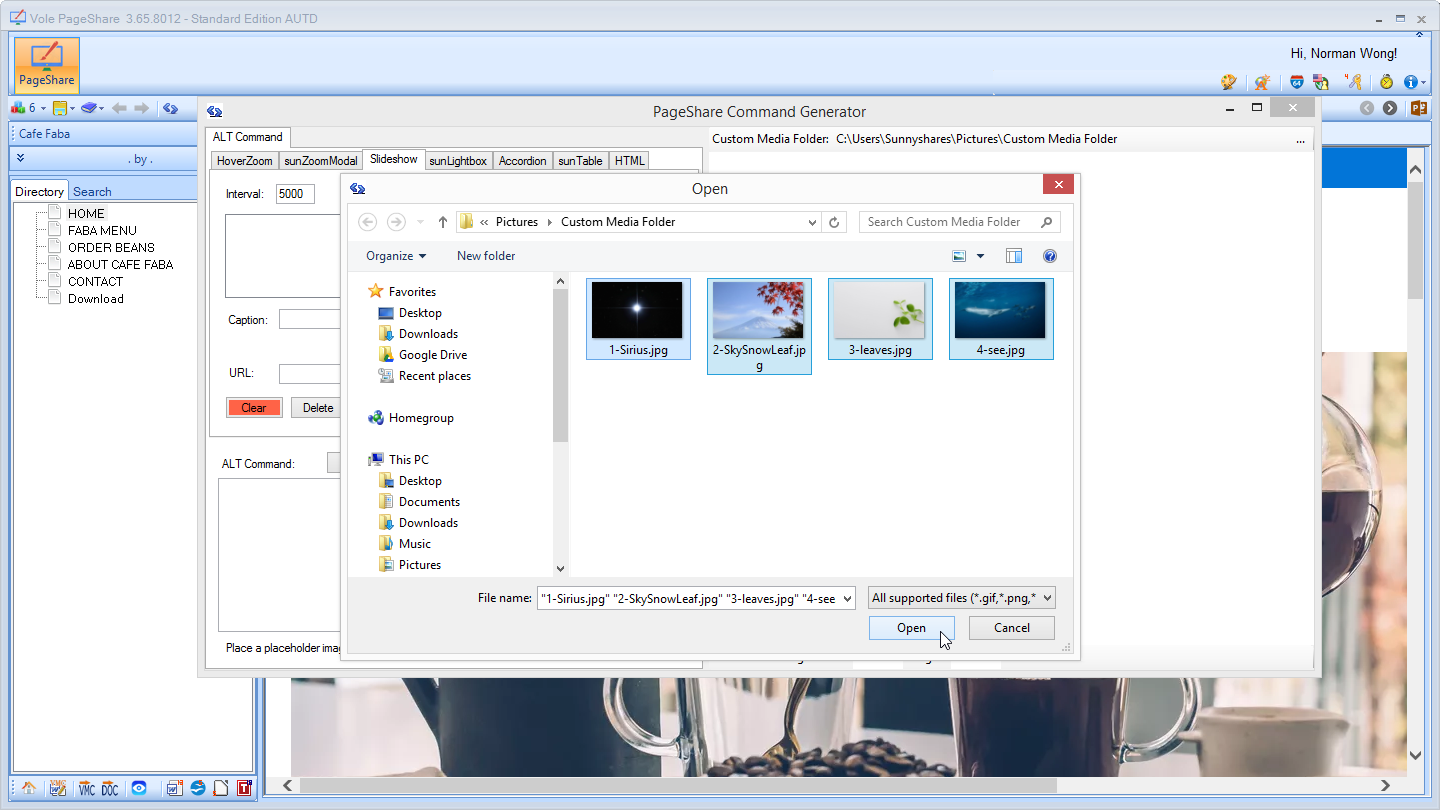 Vole PageShare 3.65.8012 - Standard Edition AUTD
Hi, Norman Wong!
PageShare
6
PageShare Command Generator
Cafe Faba
. by .
Directory
Search
HOME
FABA MENU
ORDER BEANS
ABOUT CAFE FABA
CONTACT
Download
ALT Command
Custom Media Folder: C:\Users\Sunnyshares\Pictures\Custom Media Folder
...
HoverZoom
sunZoomModal
Slideshow
sunLightbox
Accordion
sunTable
HTML
Interval:
5000
Caption:
URL:
Clear
Delete
ALT Command:
Place a placeholder imag
Open
Pictures
Custom Media Folder
Search Custom Media Folder
Organize
New folder
Favorites
Desktop
Downloads
Google Drive
Recent places
Homegroup
This PC
Desktop
Documents
Downloads
Music
Pictures
1-Sirius.jpg
2-SkySnowLeaf.jp
g
3-leaves.jpg
4-see.jpg
File name:
"1-Sirius.jpg" "2-SkySnowLeaf.jpg" "3-leaves.jpg" "4-see
All supported files (*.gif,*.png,*
Open
Cancel
VMC
DOC